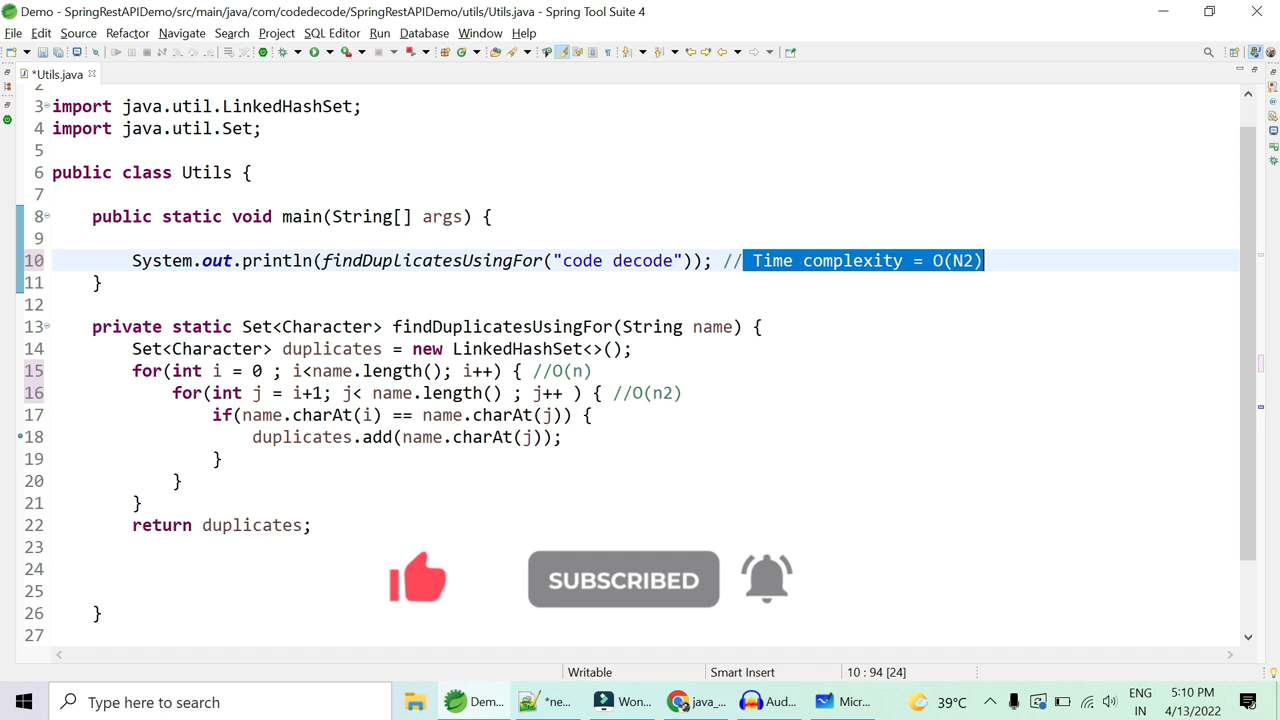 Demo - SpringRestAPIDemo/src/main/java/com/codedecode/SpringRestAPIDemo/utils/Utils.java - Spring Tool Suite 4
File Edit Source Refactor Navigate Search Project SQL Editor Run Database Window Help
*Utils.java
2
3 import java.util.LinkedHashSet;
4 import java.util.Set;
5
6 public class Utils {
7
8 public static void main(String[] args) {
9
10 System.out.println(findDuplicatesUsingFor("code decode")); // Time complexity = O(N2)
11 }
12
13 private static Set<Character> findDuplicatesUsingFor(String name) {
14 Set<Character> duplicates = new LinkedHashSet<>();
15 for(int i = 0 ; i<name.length(); i++) { //O(n)
16 for(int j = i+1; j< name.length() ; j++ ) { //O(n2)
17 if(name.charAt(i) == name.charAt(j)) {
18 duplicates.add(name.charAt(j));
19 }
20 }
21 }
22 return duplicates;
23
24
25
26 }
27
SUBSCRIBED
Writable Smart Insert 10 : 94 [24]
Type here to search Dem... *ne... Won... java_... Aud... Micr... 39°C ENG IN 5:10 PM 4/13/2022